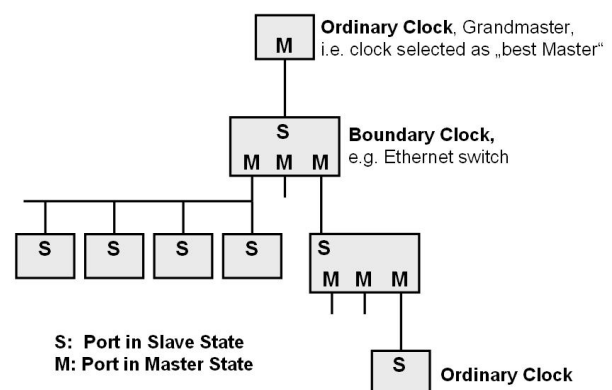 Ordinary Clock, Grandmaster,
i.e. clock selected as „best Master“
M
S
Boundary Clock,
e.g. Ethernet switch
M M M
S S S S
S
M M M
S: Port in Slave State
M: Port in Master State
S
Ordinary Clock